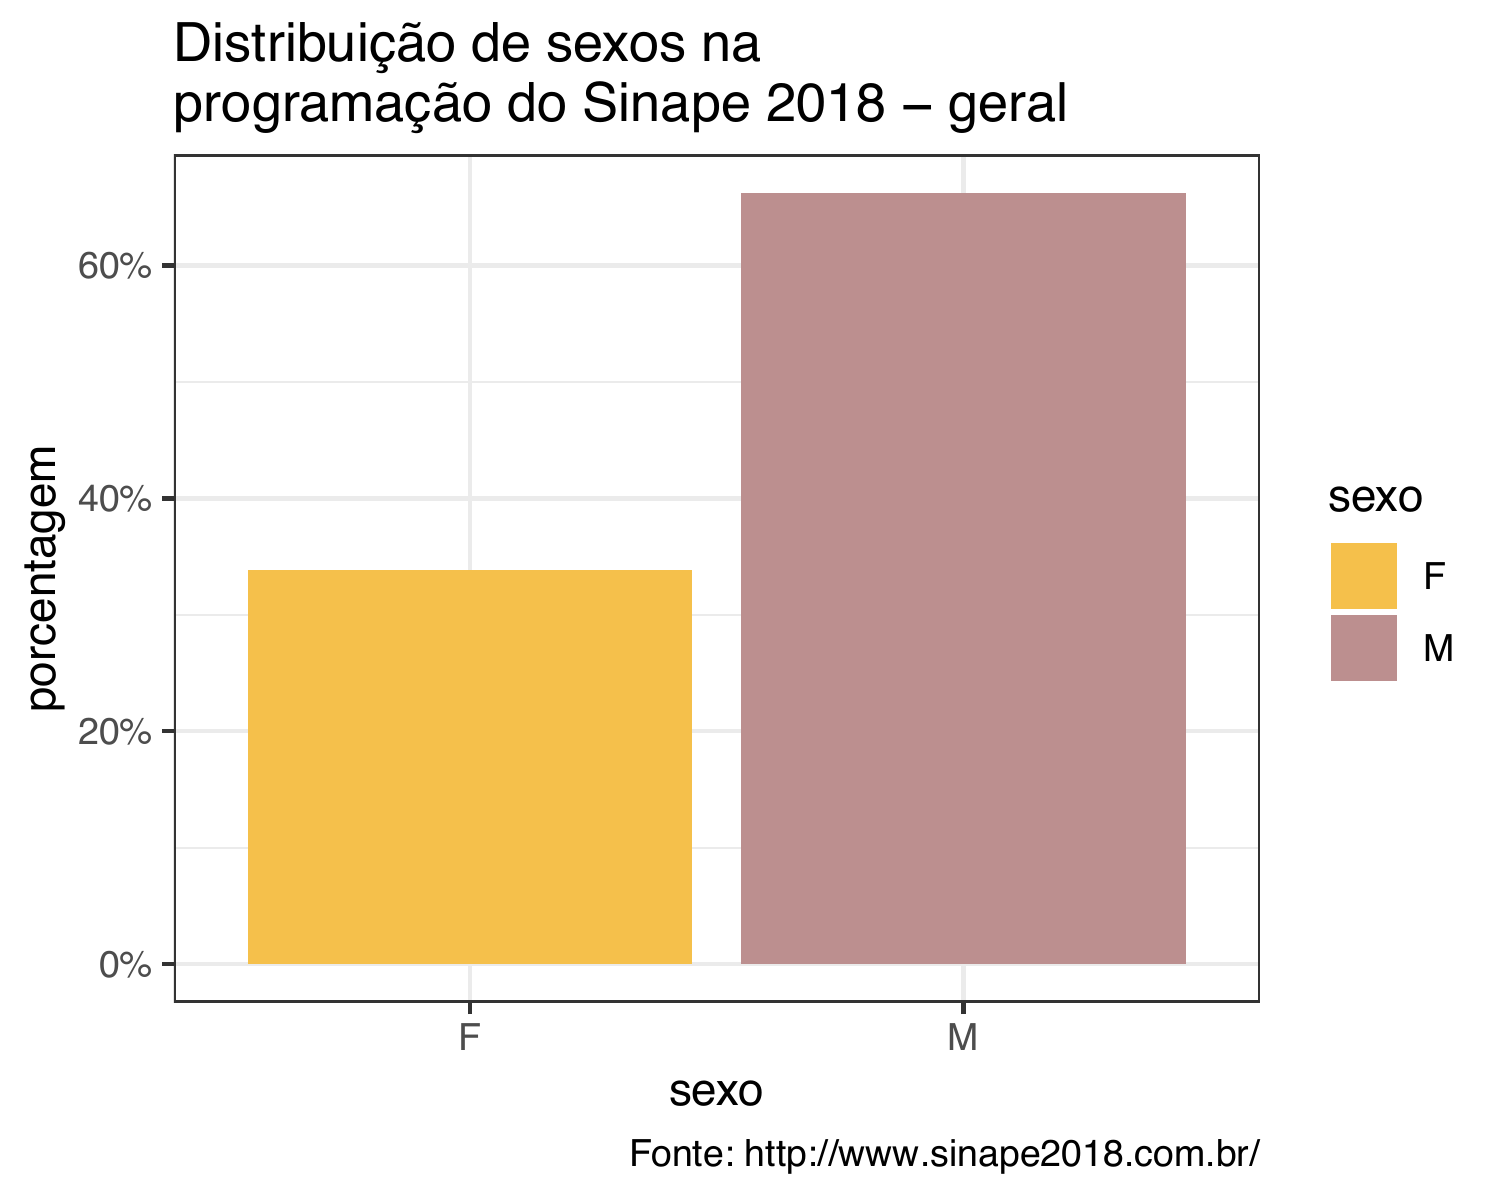 Distribuição de sexos na
programação do Sinape 2018 – geral
porcentagem
60%
40%
20%
0%
F
M
sexo
sexo
F
M
Fonte: http://www.sinape2018.com.br/